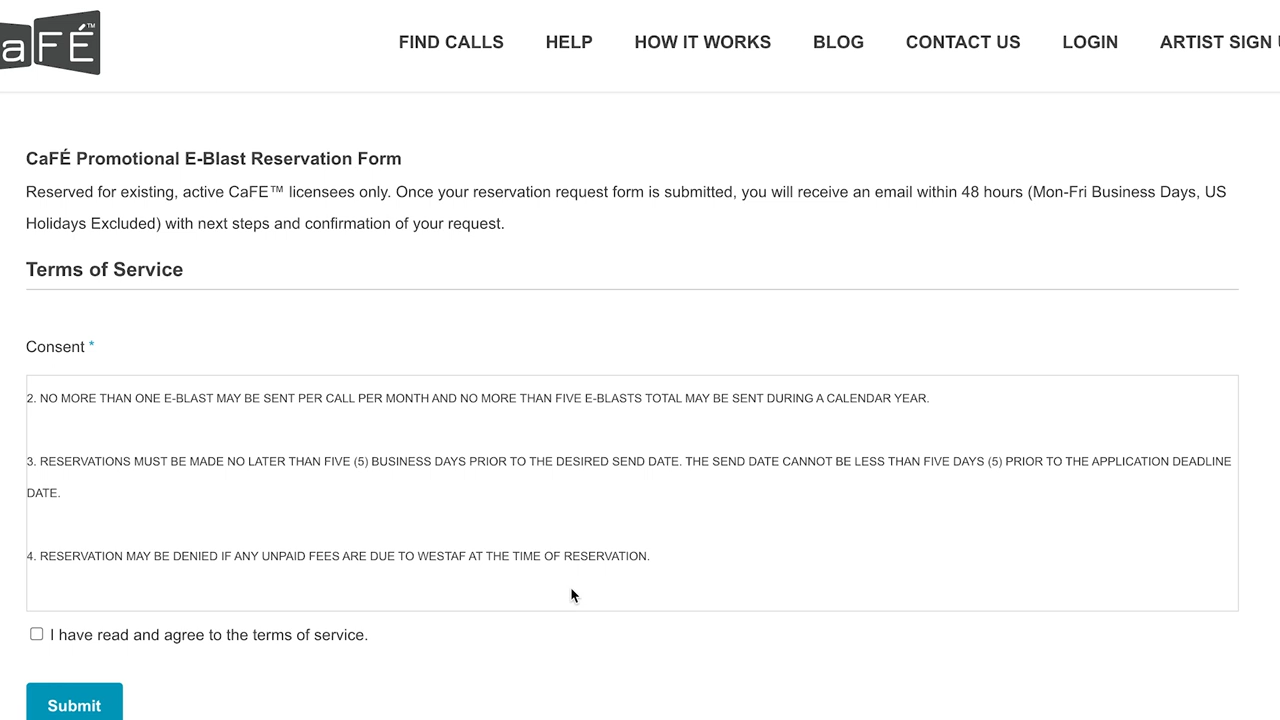 aFÉ™
FIND CALLS HELP HOW IT WORKS BLOG CONTACT US LOGIN ARTIST SIGN
CaFÉ Promotional E-Blast Reservation Form
Reserved for existing, active CaFE™ licensees only. Once your reservation request form is submitted, you will receive an email within 48 hours (Mon-Fri Business Days, US
Holidays Excluded) with next steps and confirmation of your request.
Terms of Service
Consent *
2. NO MORE THAN ONE E-BLAST MAY BE SENT PER CALL PER MONTH AND NO MORE THAN FIVE E-BLASTS TOTAL MAY BE SENT DURING A CALENDAR YEAR.
3. RESERVATIONS MUST BE MADE NO LATER THAN FIVE (5) BUSINESS DAYS PRIOR TO THE DESIRED SEND DATE. THE SEND DATE CANNOT BE LESS THAN FIVE DAYS (5) PRIOR TO THE APPLICATION DEADLINE
DATE.
4. RESERVATION MAY BE DENIED IF ANY UNPAID FEES ARE DUE TO WESTAF AT THE TIME OF RESERVATION.
I have read and agree to the terms of service.
Submit